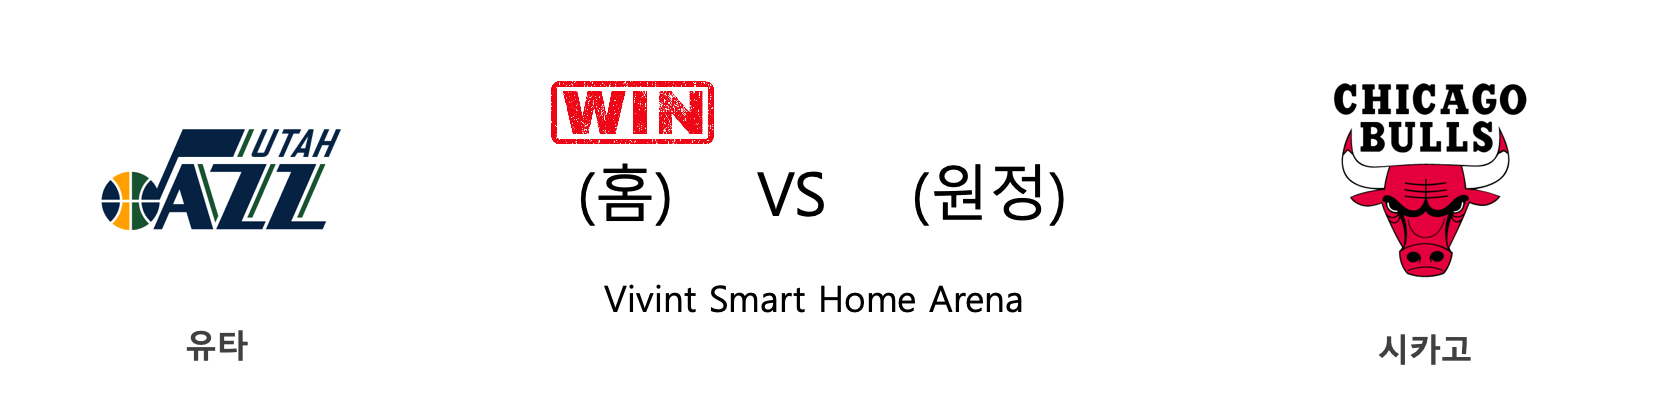 UTAH
JAZZ
유타
WIN
(홈) VS (원정)
Vivint Smart Home Arena
CHICAGO
BULLS
시카고